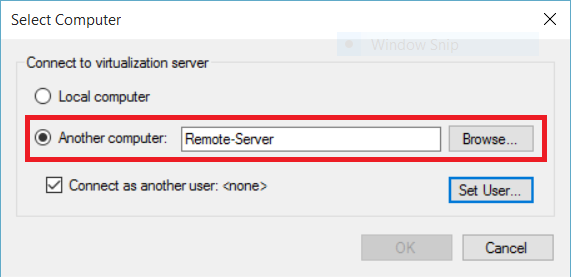 Select Computer
Window Snip
Connect to virtualization server
Local computer
Another computer: Remote-Server Browse...
Connect as another user: <none> Set User...
OK Cancel